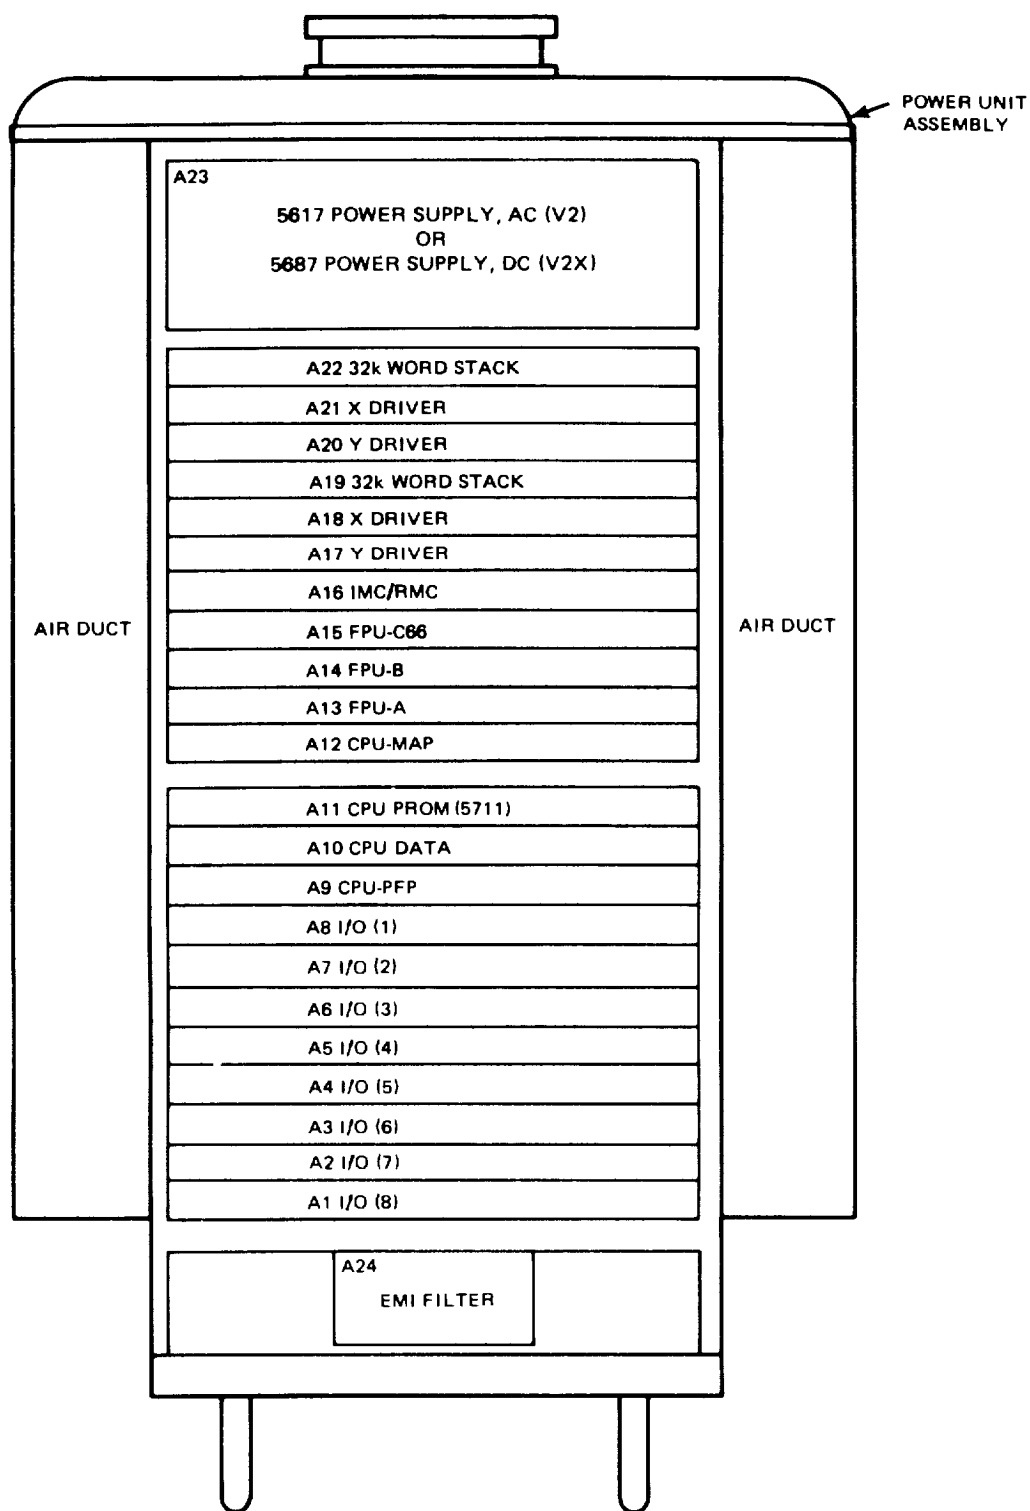 POWER UNIT
ASSEMBLY
A23
5617 POWER SUPPLY, AC (V2)
OR
5687 POWER SUPPLY, DC (V2X)
A22 32k WORD STACK
A21 X DRIVER
A20 Y DRIVER
A19 32k WORD STACK
A18 X DRIVER
A17 Y DRIVER
A16 IMC/RMC
A15 FPU-C66
A14 FPU-B
A13 FPU-A
A12 CPU-MAP
AIR DUCT
AIR DUCT
A11 CPU PROM (5711)
A10 CPU DATA
A9 CPU-PFP
A8 I/O (1)
A7 I/O (2)
A6 I/O (3)
A5 I/O (4)
A4 I/O (5)
A3 I/O (6)
A2 I/O (7)
A1 I/O (8)
A24
EMI FILTER